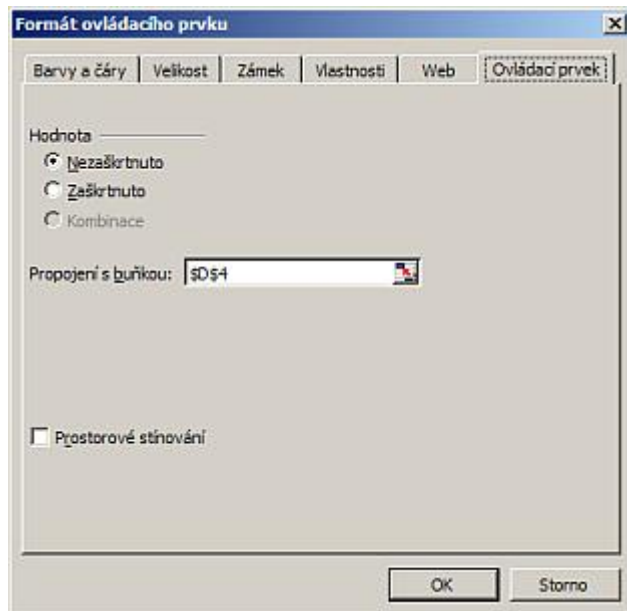 Formát ovládacího prvku
Barvy a čáry Velikost Zámek Vlastnosti Web Ovládací prvek
Hodnota
Nezaškrtnuto
Zaškrtnuto
Kombinace
Propojení s buňkou: $D$4
Prostorové stínování
OK Storno